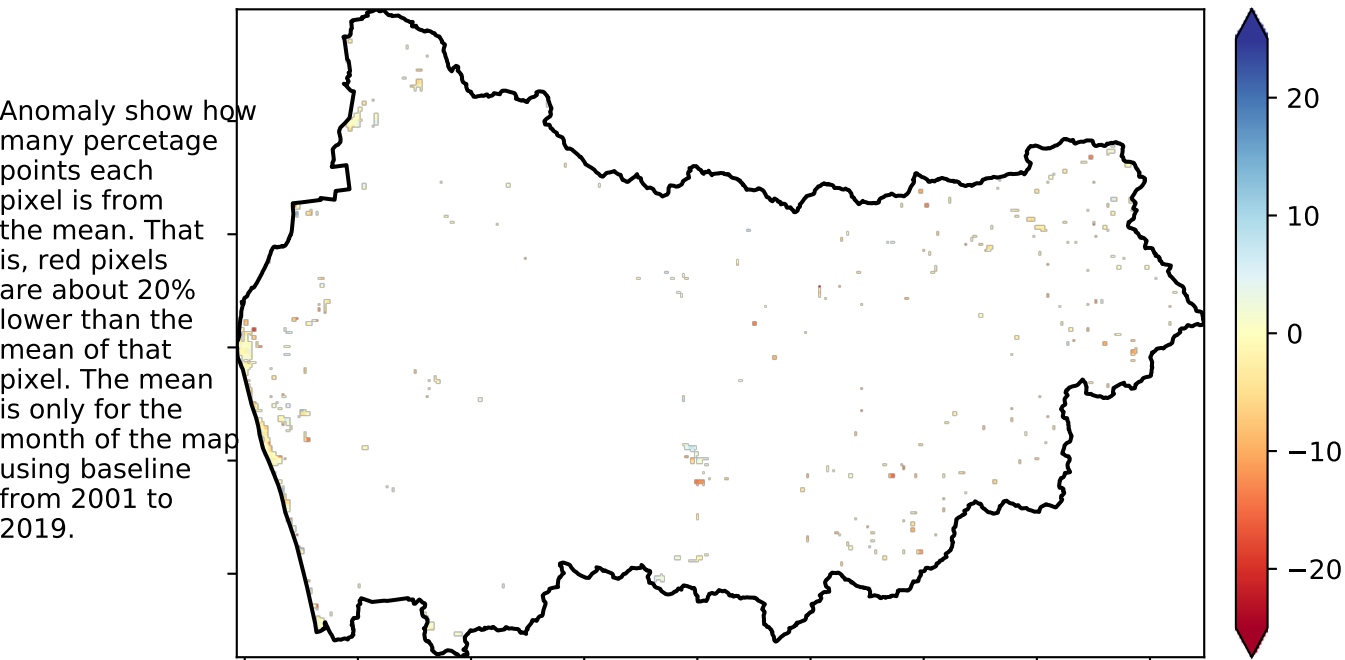 Anomaly show how
many percetage
points each
pixel is from
the mean. That
is, red pixels
are about 20%
lower than the
mean of that
pixel. The mean
is only for the
month of the map
using baseline
from 2001 to
2019.
20
10
0
−10
−20